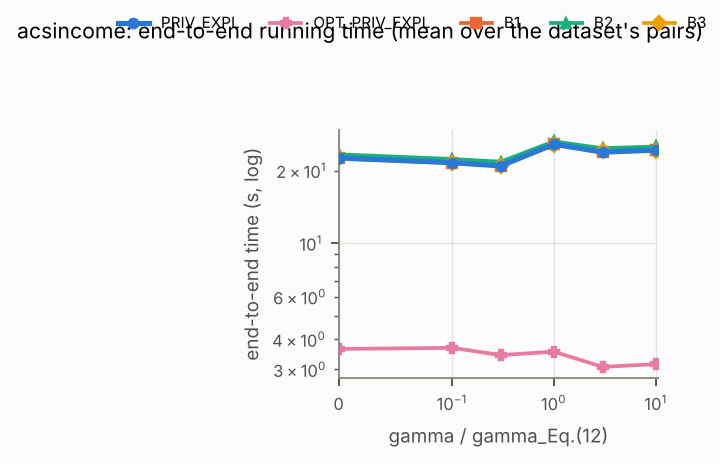 PRIV_EXPL OPT_PRIV_EXPL B1 B2 B3
acsincome: end-to-end running time (mean over the dataset's pairs)
end-to-end time (s, log)
2 × 10¹
10¹
6 × 10⁰
4 × 10⁰
3 × 10⁰
0 10⁻¹ 10⁰ 10¹
gamma / gamma_Eq.(12)